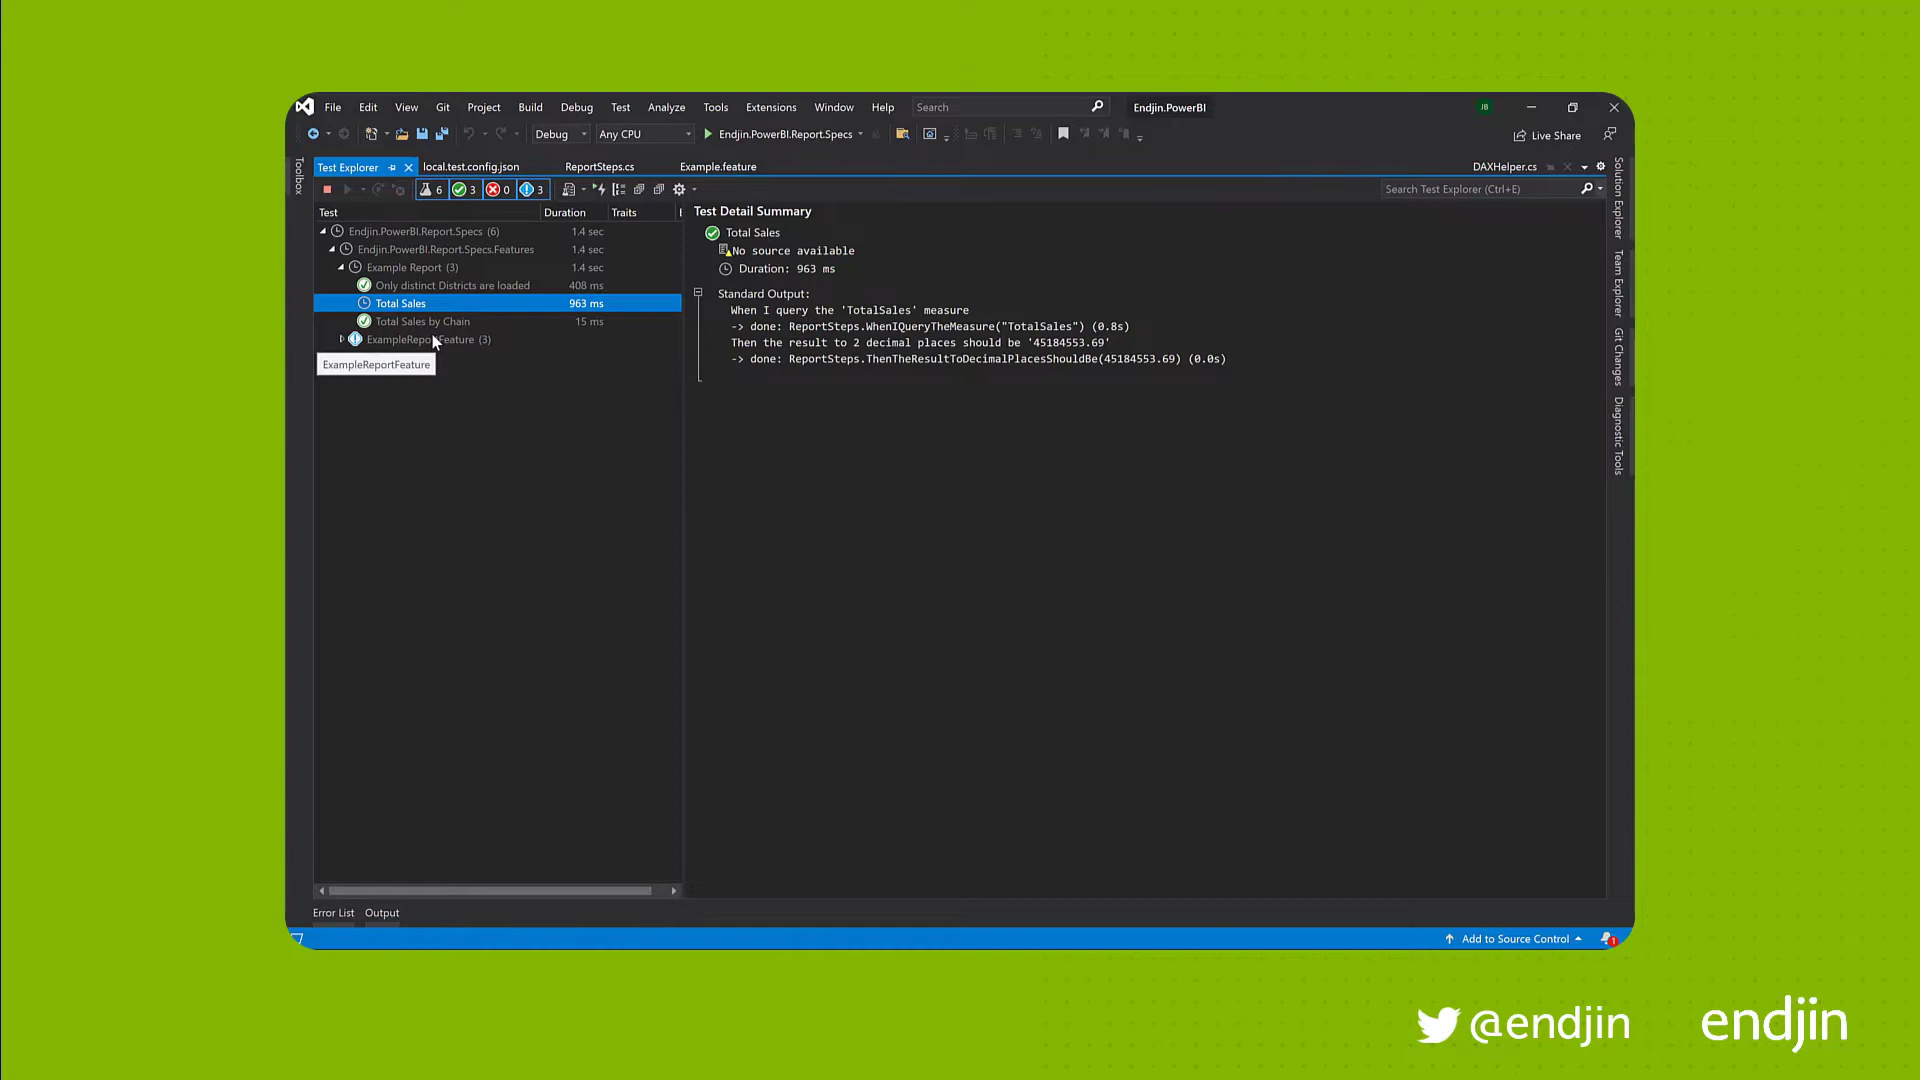 File Edit View Git Project Build Debug Test Analyze Tools Extensions Window Help Search Endjin.PowerBI JB
Debug Any CPU Endjin.PowerBI.Report.Specs Live Share
Toolbox
Test Explorer local.test.config.json ReportSteps.cs Example.feature DAXHelper.cs
6 3 0 3 Search Test Explorer (Ctrl+E)
Test Duration Traits
Endjin.PowerBI.Report.Specs (6) 1.4 sec
Endjin.PowerBI.Report.Specs.Features 1.4 sec
Example Report (3) 1.4 sec
Only distinct Districts are loaded 408 ms
Total Sales 963 ms
Total Sales by Chain 15 ms
ExampleReportFeature (3)
ExampleReportFeature
Test Detail Summary
Total Sales
No source available
Duration: 963 ms
Standard Output:
When I query the 'TotalSales' measure
-> done: ReportSteps.WhenIQueryTheMeasure("TotalSales") (0.8s)
Then the result to 2 decimal places should be '45184553.69'
-> done: ReportSteps.ThenTheResultToDecimalPlacesShouldBe(45184553.69) (0.0s)
Solution Explorer
Team Explorer
Git Changes
Diagnostic Tools
Error List Output
Add to Source Control 1
@endjin endjin